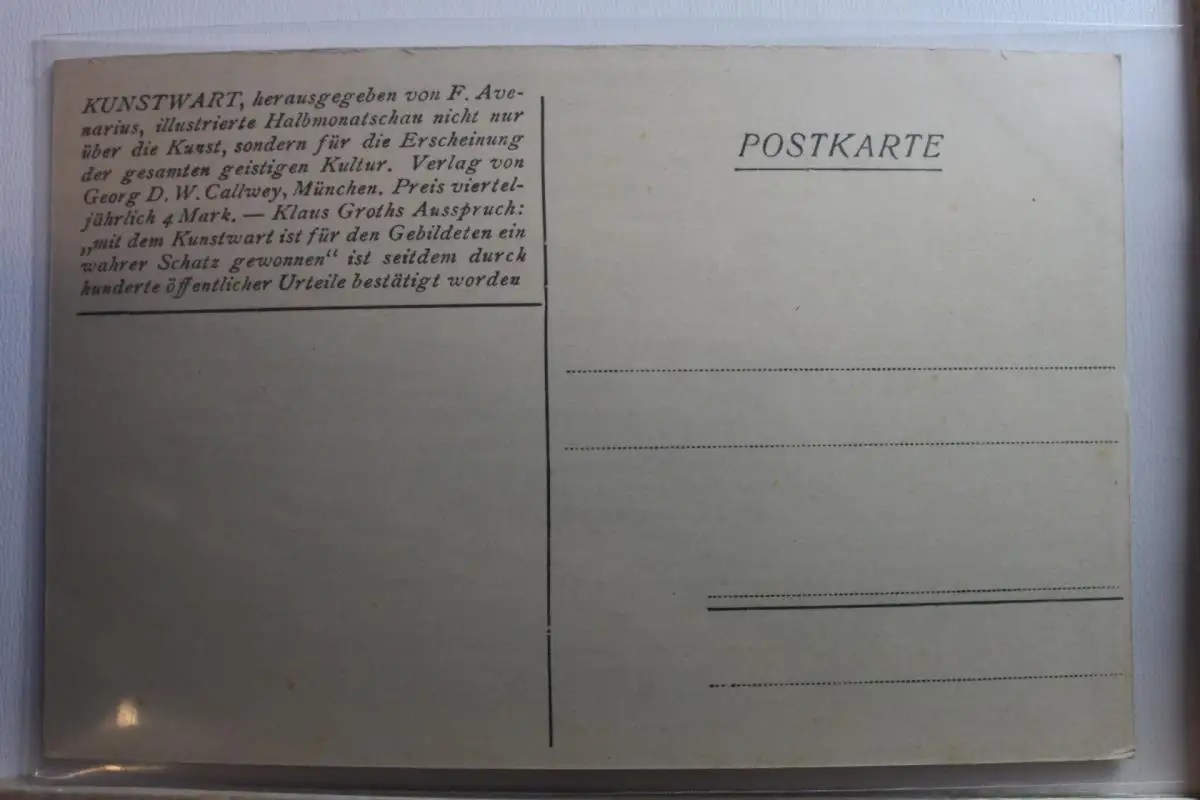 KUNSTWART, herausgegeben von F. Ave-
narius, illustrierte Halbmonatschau nicht nur
über die Kunst, sondern für die Erscheinung
der gesamten geistigen Kultur. Verlag von
Georg D. W. Callwey, München. Preis viertel-
jährlich 4 Mark. — Klaus Groths Ausspruch:
„mit dem Kunstwart ist für den Gebildeten ein
wahrer Schatz gewonnen“ ist seitdem durch
hunderte öffentlicher Urteile bestätigt worden
POSTKARTE